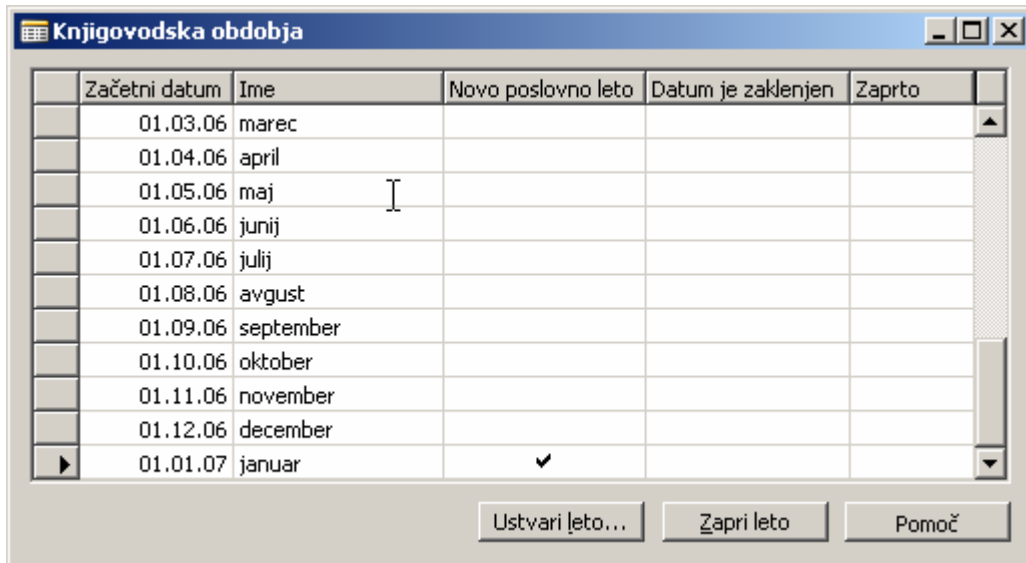 Knjigovodska obdobja
Začetni datum Ime Novo poslovno leto Datum je zaklenjen Zaprto
01.03.06 marec
01.04.06 april
01.05.06 maj
01.06.06 junij
01.07.06 julij
01.08.06 avgust
01.09.06 september
01.10.06 oktober
01.11.06 november
01.12.06 december
01.01.07 januar ✔
Ustvari leto... Zapri leto Pomoč